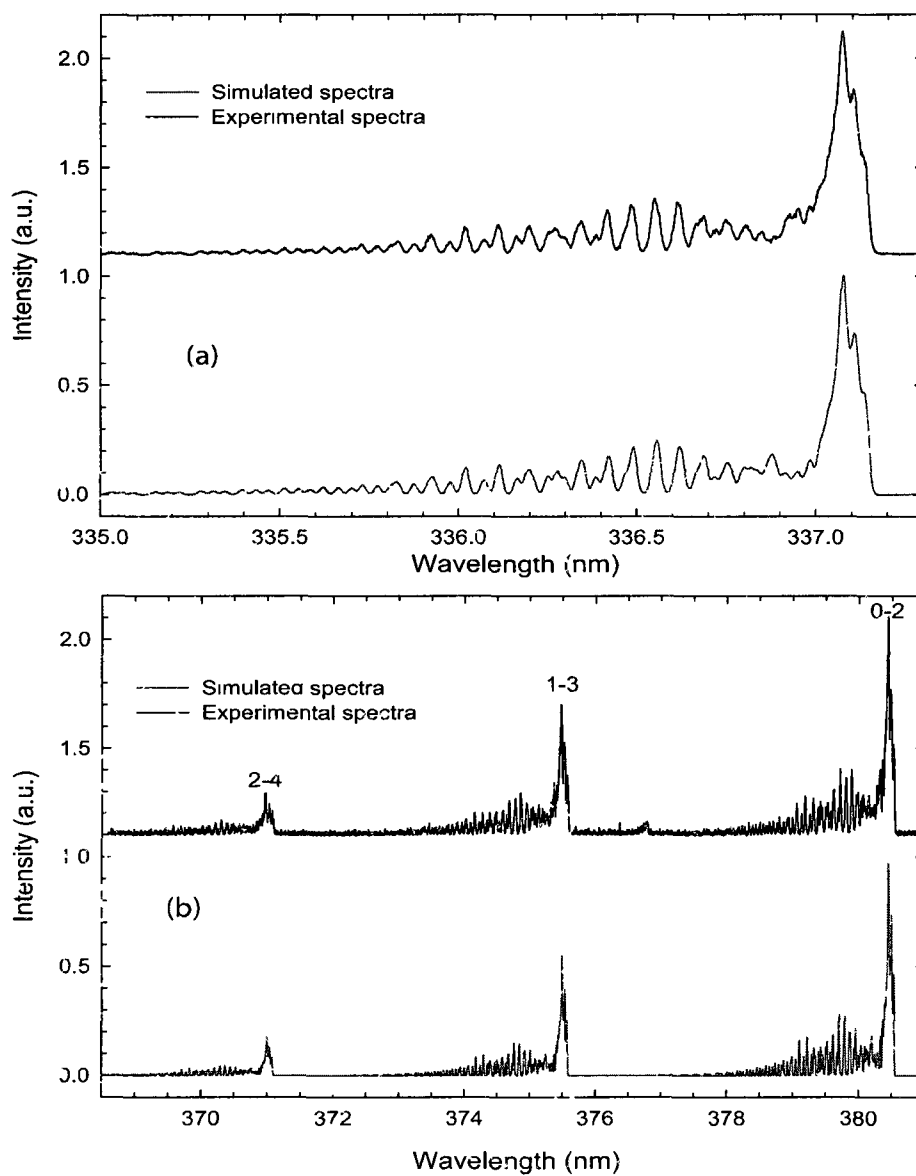 2.0
Simulated spectra
Experimental spectra
1.5
1.0
(a)
0.5
0.0
Intensity (a.u.)
335.0 335.5 336.0 336.5 337.0
Wavelength (nm)
0-2
2.0
Simulated spectra
Experimental spectra
1-3
1.5
2-4
1.0
(b)
0.5
0.0
Intensity (a.u.)
370 372 374 376 378 380
Wavelength (nm)